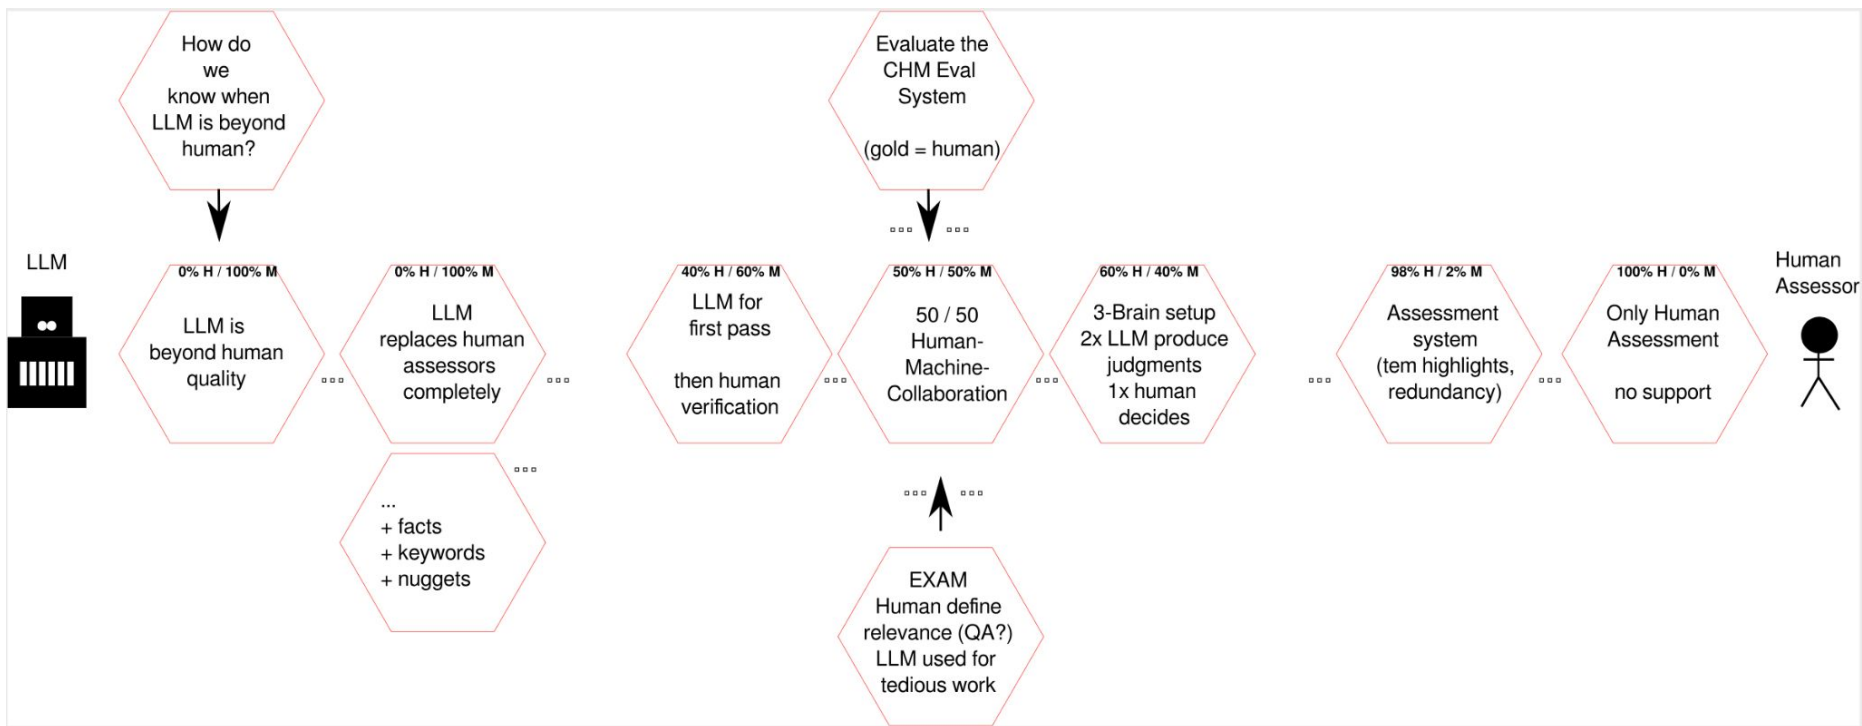 How do
we
know when
LLM is beyond
human?
Evaluate the
CHM Eval
System
(gold = human)
LLM
0% H / 100% M
LLM is
beyond human
quality
0% H / 100% M
LLM
replaces human
assessors
completely
40% H / 60% M
LLM for
first pass
then human
verification
50% H / 50% M
50 / 50
Human-
Machine-
Collaboration
60% H / 40% M
3-Brain setup
2x LLM produce
judgments
1x human
decides
98% H / 2% M
Assessment
system
(tem highlights,
redundancy)
100% H / 0% M
Only Human
Assessment
no support
Human
Assessor
...
+ facts
+ keywords
+ nuggets
EXAM
Human define
relevance (QA?)
LLM used for
tedious work